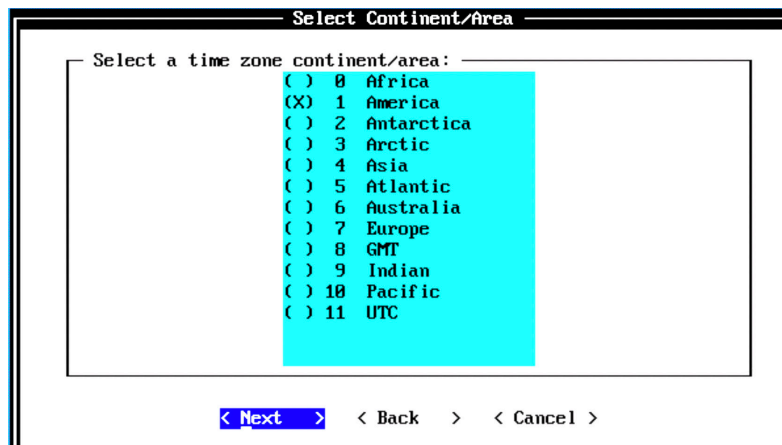 Select Continent/Area
Select a time zone continent/area:
( ) 0 Africa
(X) 1 America
( ) 2 Antarctica
( ) 3 Arctic
( ) 4 Asia
( ) 5 Atlantic
( ) 6 Australia
( ) 7 Europe
( ) 8 GMT
( ) 9 Indian
( ) 10 Pacific
( ) 11 UTC
< Next > < Back > < Cancel >